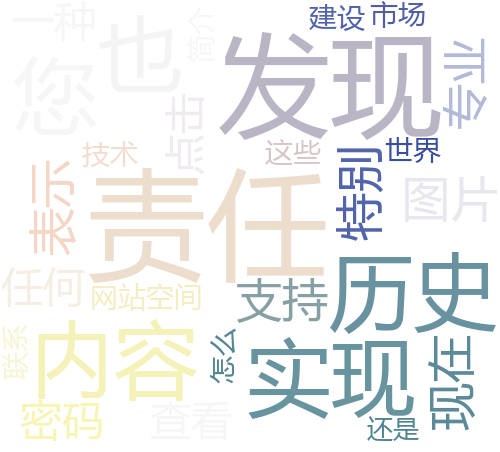 一种
简介
建设
市场
您
也
发现
专业
点击
技术
这些
世界
表示
责任
特别
图片
任何
网站空间
支持
历史
联系
内容
怎么
实现
现在
密码
查看
还是